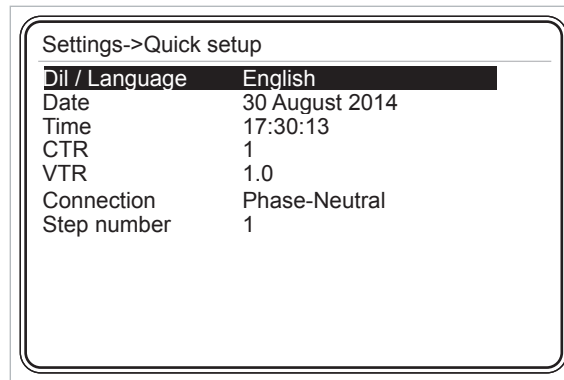 Settings->Quick setup
Dil / Language English
Date 30 August 2014
Time 17:30:13
CTR 1
VTR 1.0
Connection Phase-Neutral
Step number 1